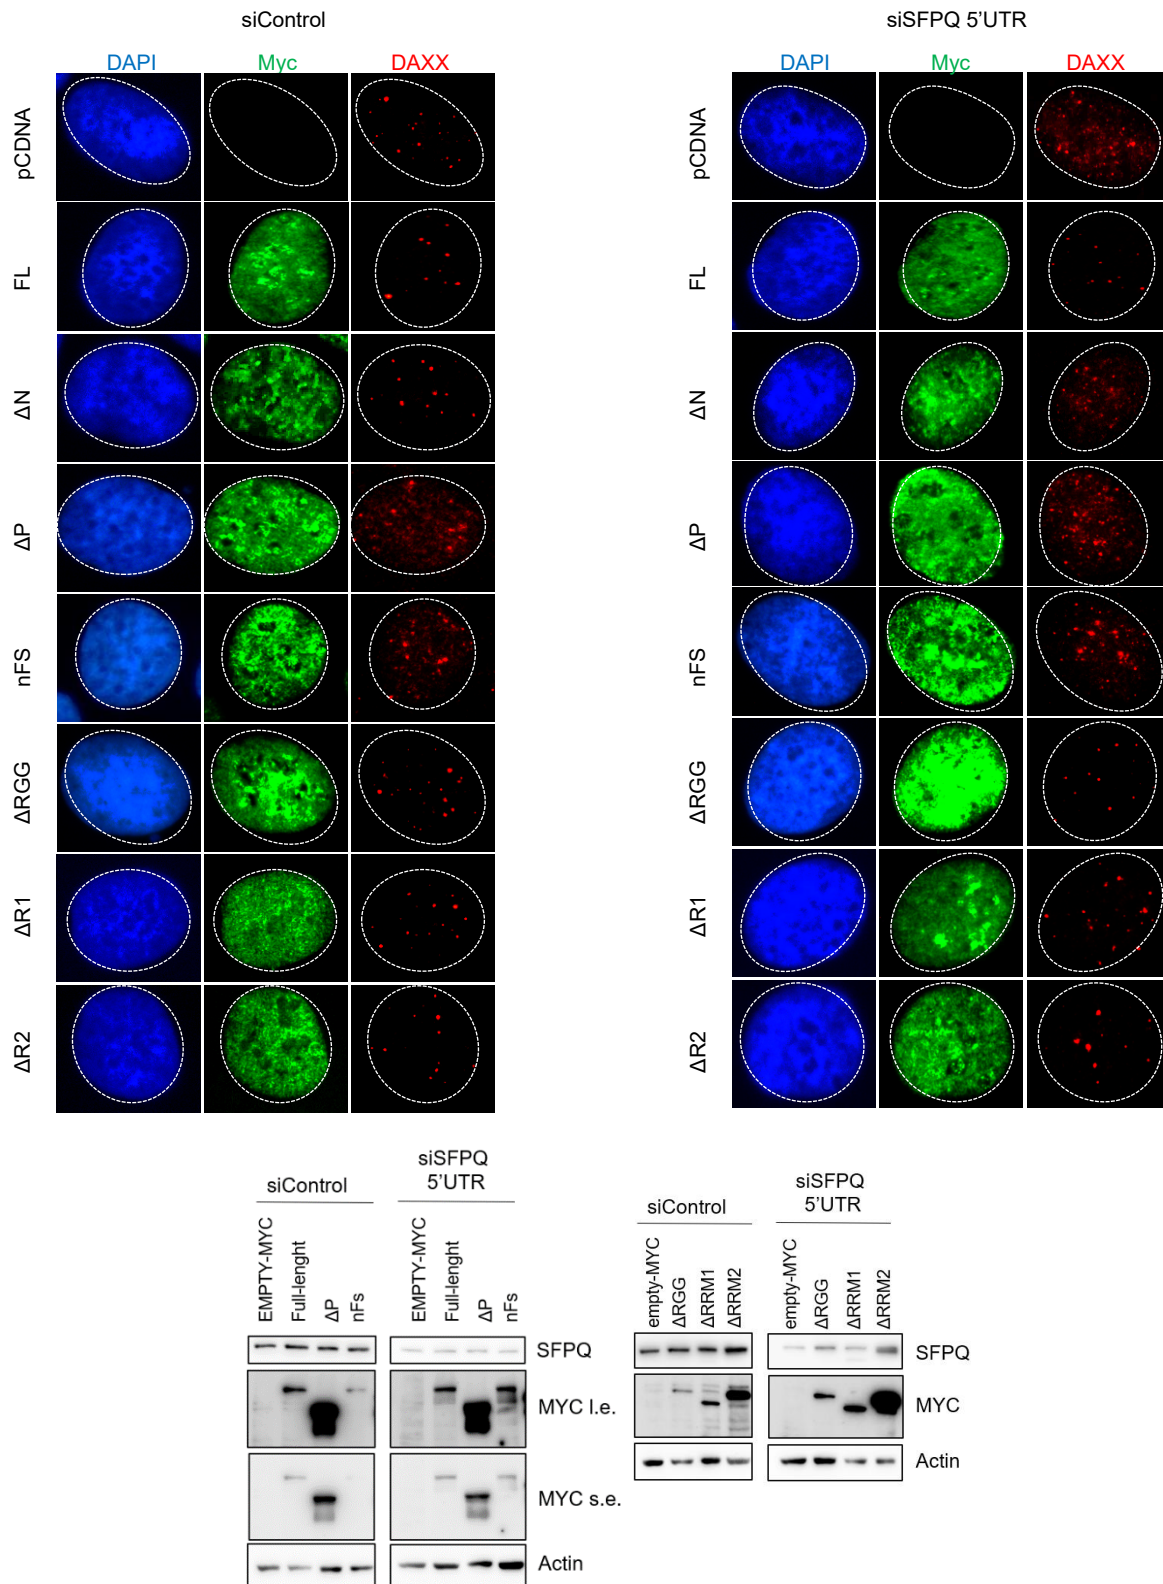 siControl
siSFPQ 5'UTR
DAPI Myc DAXX
DAPI Myc DAXX
pCDNA
pCDNA
FL
FL
ΔN
ΔN
ΔP
ΔP
nFS
nFS
ΔRGG
ΔRGG
ΔR1
ΔR1
ΔR2
ΔR2
siControl
siSFPQ
5'UTR
EMPTY-MYC
Full-lenght
ΔP
nFs
EMPTY-MYC
Full-lenght
ΔP
nFs
SFPQ
MYC l.e.
MYC s.e.
Actin
siControl
siSFPQ
5'UTR
empty-MYC
ΔRGG
ΔRRM1
ΔRRM2
empty-MYC
ΔRGG
ΔRRM1
ΔRRM2
SFPQ
MYC
Actin